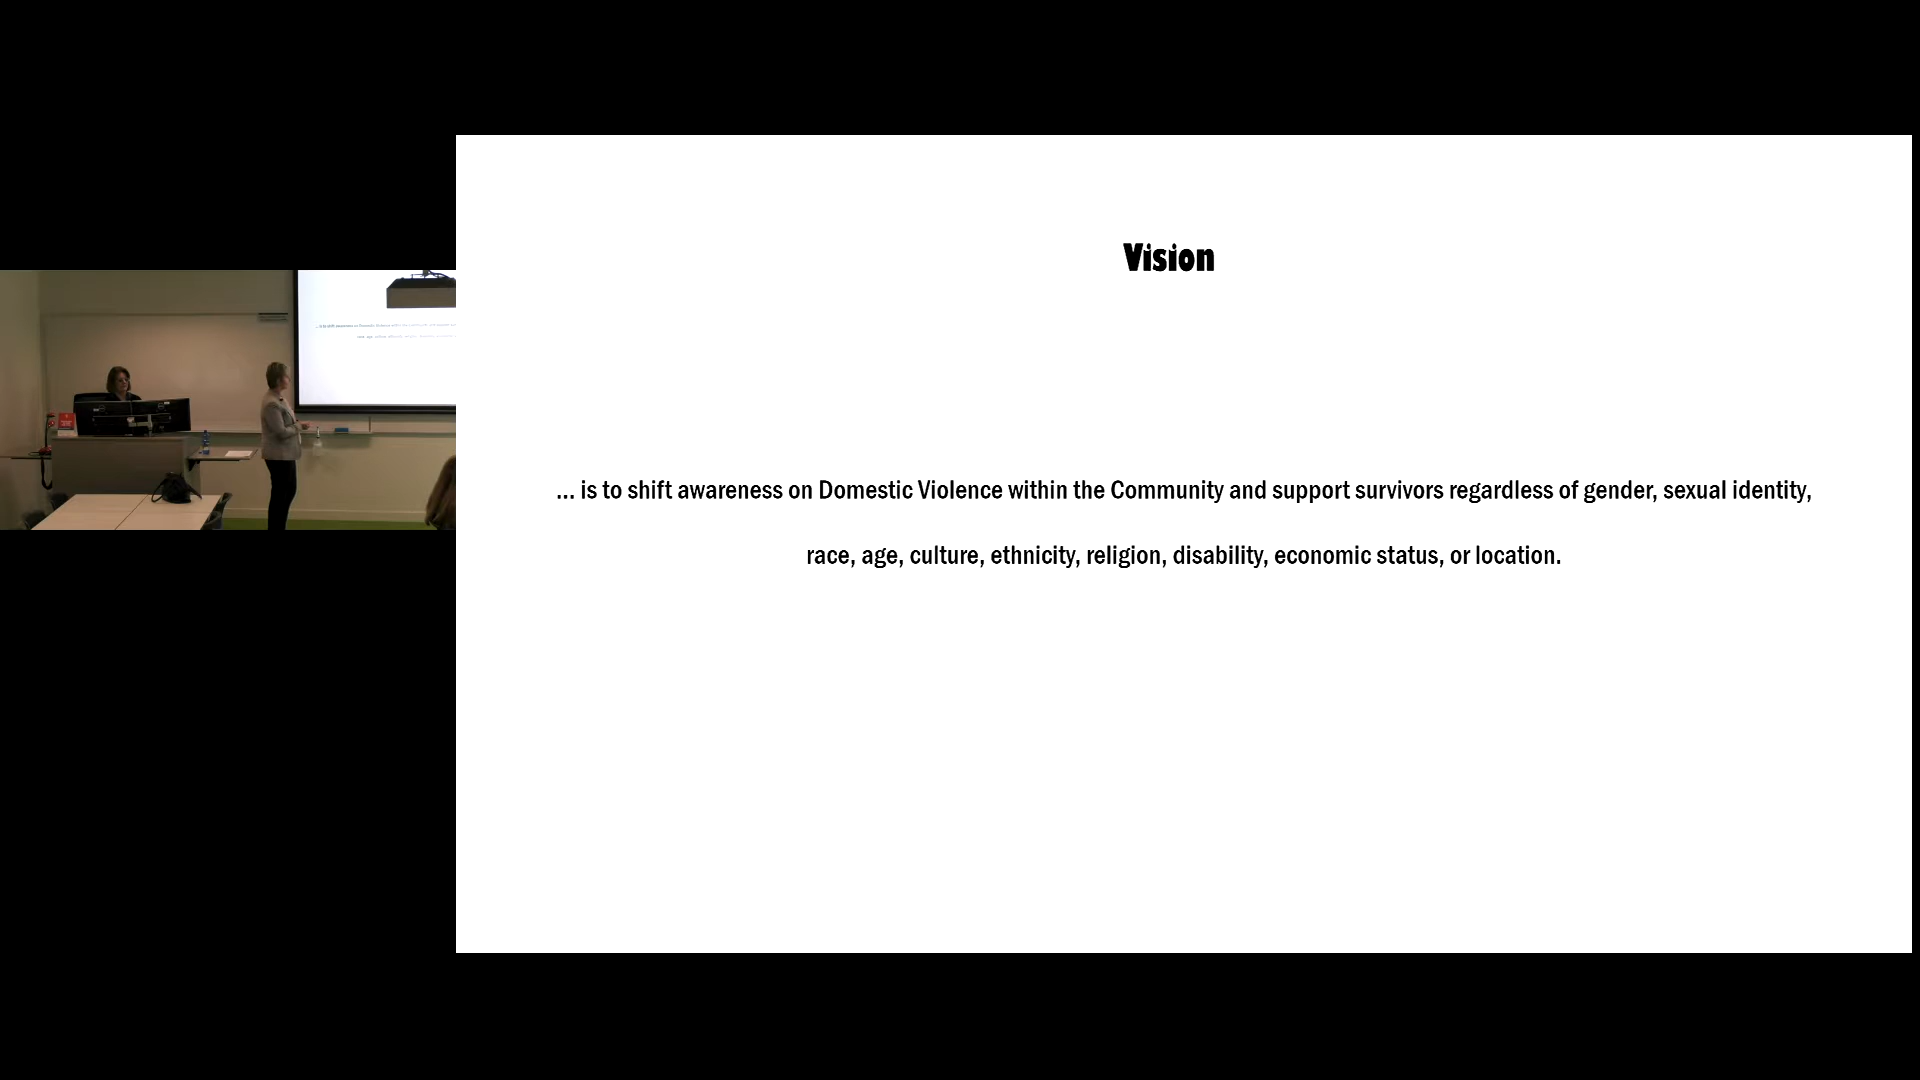 Vision
... is to shift awareness on Domestic Violence within the Community and support survivors regardless of gender, sexual identity,
race, age, culture, ethnicity, religion, disability, economic status, or location.